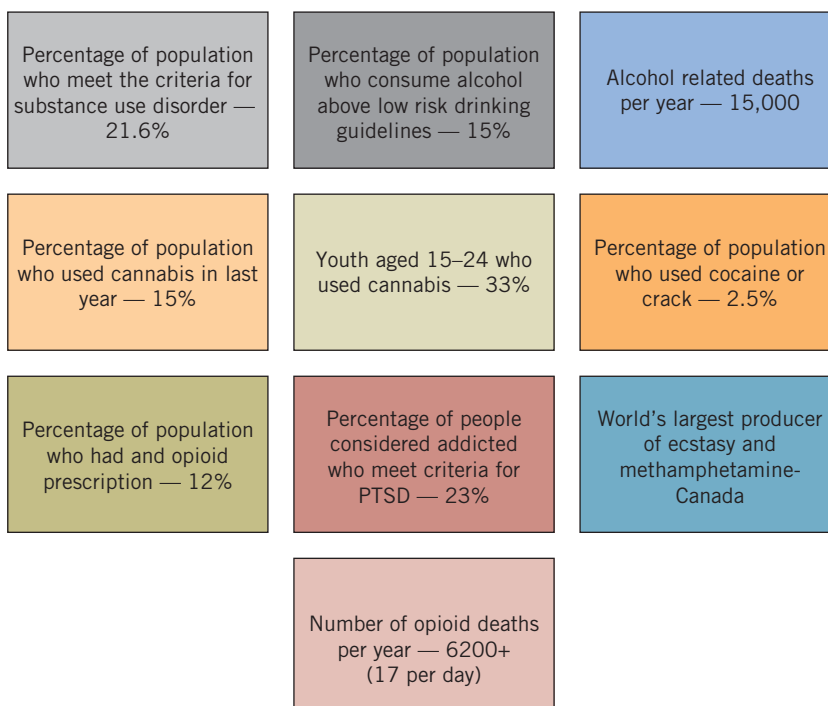 Percentage of population
who meet the criteria for
substance use disorder —
21.6%
Percentage of population
who consume alcohol
above low risk drinking
guidelines — 15%
Alcohol related deaths
per year — 15,000
Percentage of population
who used cannabis in last
year — 15%
Youth aged 15–24 who
used cannabis — 33%
Percentage of population
who used cocaine or
crack — 2.5%
Percentage of population
who had and opioid
prescription — 12%
Percentage of people
considered addicted
who meet criteria for
PTSD — 23%
World's largest producer
of ecstasy and
methamphetamine-
Canada
Number of opioid deaths
per year — 6200+
(17 per day)